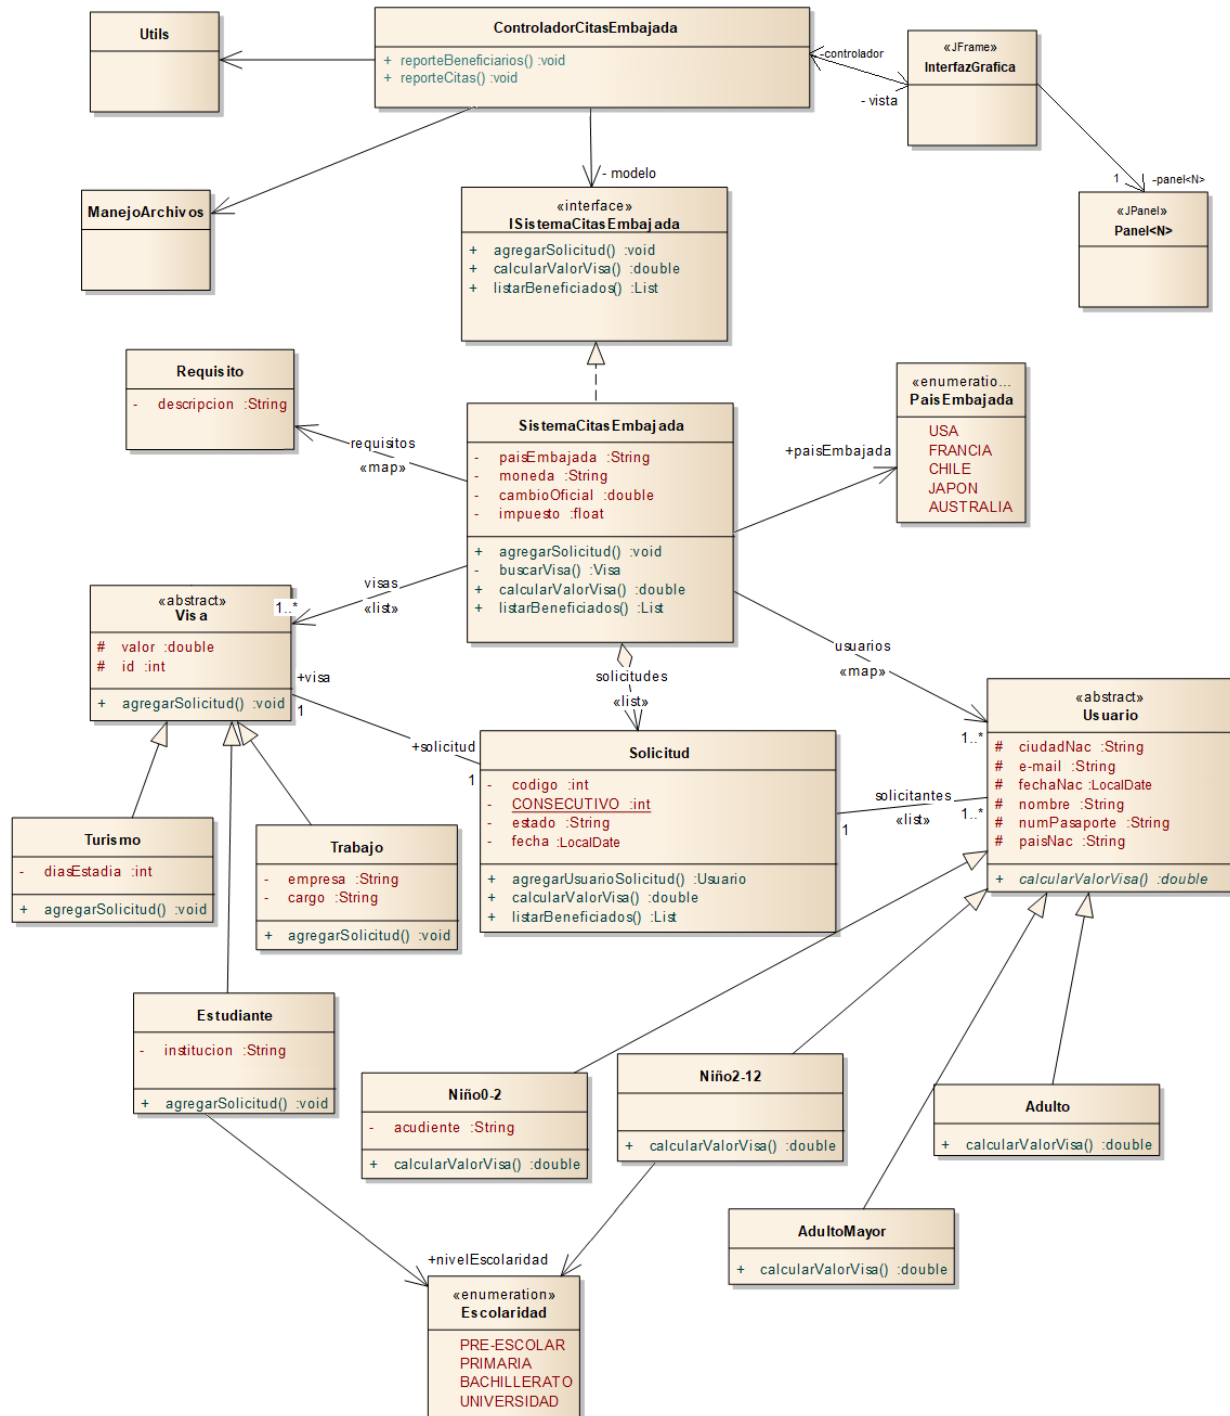 Utils
ControladorCitasEmbajada
+ reporteBeneficiarios() :void
+ reporteCitas() :void
-controlador
- vista
«JFrame»
InterfazGrafica
1
-panel<N>
«JPanel»
Panel<N>
ManejoArchivos
- modelo
«interface»
ISistemaCitasEmbajada
+ agregarSolicitud() :void
+ calcularValorVisa() :double
+ listarBeneficiados() :List
Requisito
- descripcion :String
requisitos
«map»
SistemaCitasEmbajada
- paisEmbajada :String
- moneda :String
- cambioOficial :double
- impuesto :float
+ agregarSolicitud() :void
- buscarVisa() :Visa
+ calcularValorVisa() :double
+ listarBeneficiados() :List
+paisEmbajada
«enumeratio...
PaisEmbajada
USA
FRANCIA
CHILE
JAPON
AUSTRALIA
visas
1..*
«list»
«abstract»
Visa
# valor :double
# id :int
+ agregarSolicitud() :void
+visa
1
solicitudes
«list»
usuarios
«map»
1..*
+solicitud
1
Solicitud
- codigo :int
- CONSECUTIVO :int
- estado :String
- fecha :LocalDate
+ agregarUsuarioSolicitud() :Usuario
+ calcularValorVisa() :double
+ listarBeneficiados() :List
solicitantes
1
1..*
«list»
«abstract»
Usuario
# ciudadNac :String
# e-mail :String
# fechaNac :LocalDate
# nombre :String
# numPasaporte :String
# paisNac :String
+ calcularValorVisa() :double
Turismo
- diasEstadia :int
+ agregarSolicitud() :void
Trabajo
- empresa :String
- cargo :String
+ agregarSolicitud() :void
Estudiante
- institucion :String
+ agregarSolicitud() :void
Niño0-2
- acudiente :String
+ calcularValorVisa() :double
Niño2-12
+ calcularValorVisa() :double
Adulto
+ calcularValorVisa() :double
AdultoMayor
+ calcularValorVisa() :double
+nivelEscolaridad
«enumeration»
Escolaridad
PRE-ESCOLAR
PRIMARIA
BACHILLERATO
UNIVERSIDAD